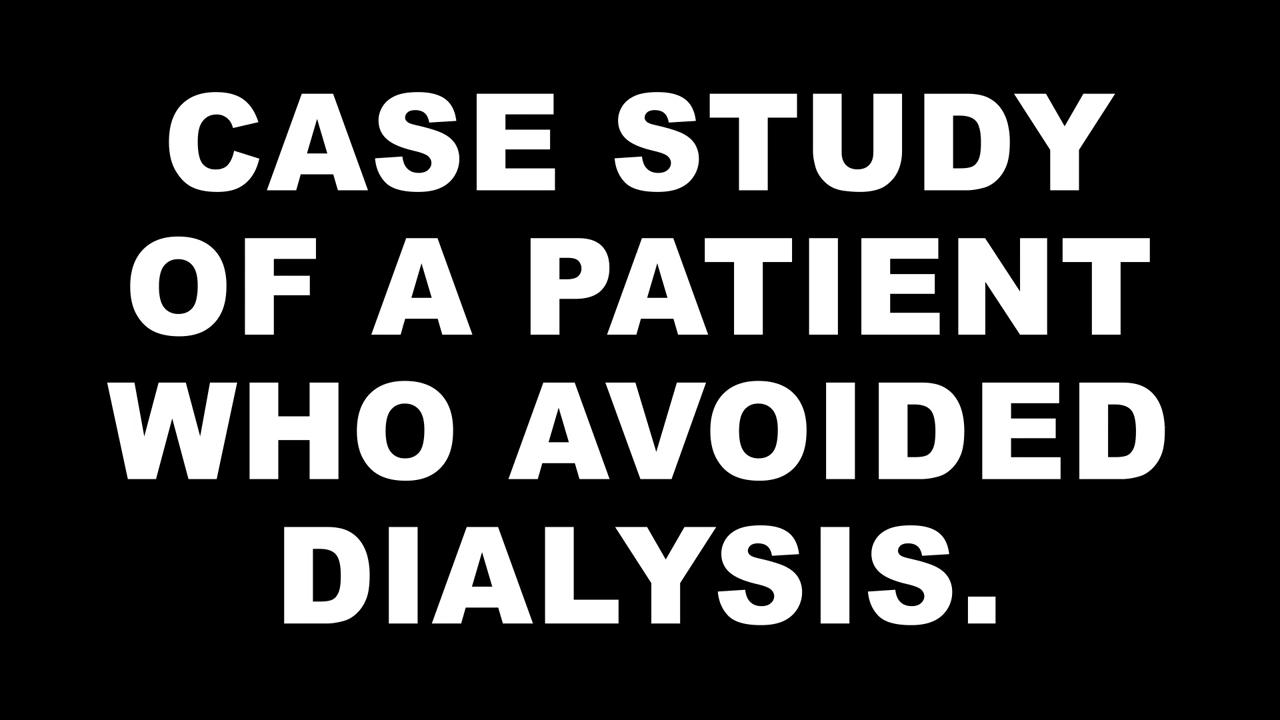 CASE STUDY
OF A PATIENT
WHO AVOIDED
DIALYSIS.